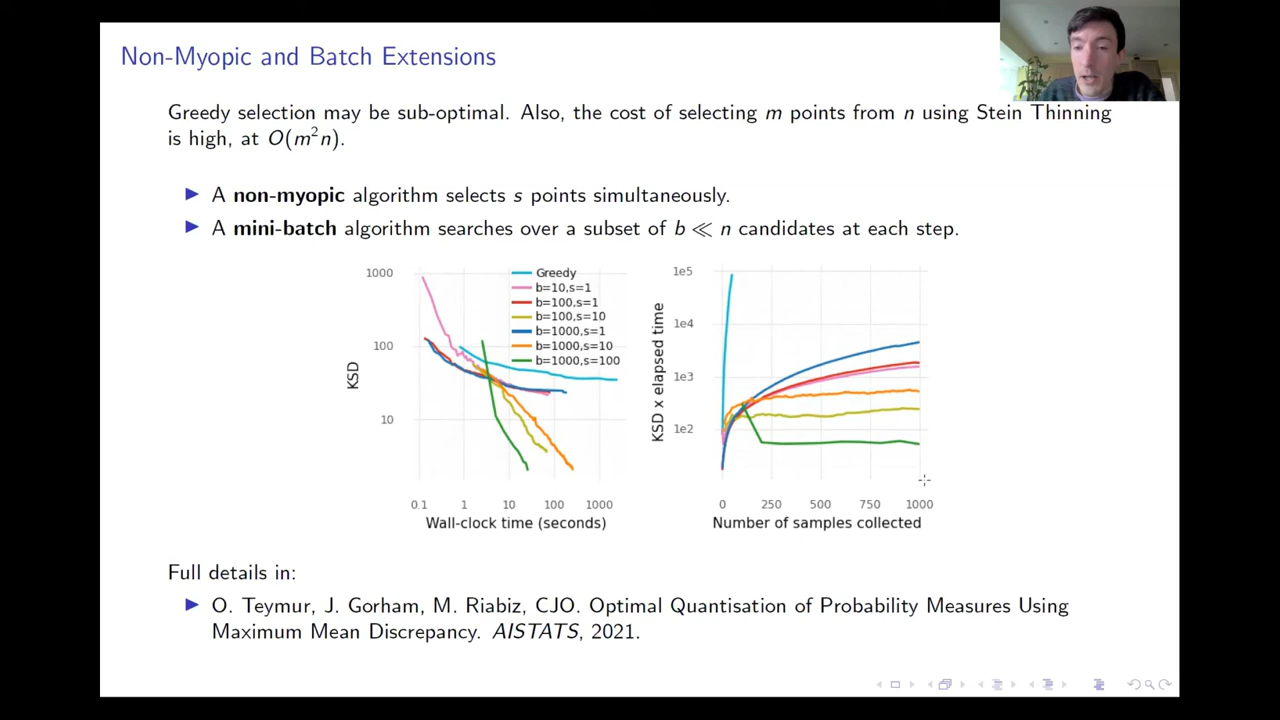 Non-Myopic and Batch Extensions
Greedy selection may be sub-optimal. Also, the cost of selecting m points from n using Stein Thinning
is high, at O(m²n).
▶ A non-myopic algorithm selects s points simultaneously.
▶ A mini-batch algorithm searches over a subset of b ≪ n candidates at each step.
1000
100
10
KSD
0.1 1 10 100 1000
Wall-clock time (seconds)
Greedy
b=10,s=1
b=100,s=1
b=100,s=10
b=1000,s=1
b=1000,s=10
b=1000,s=100
1e5
1e4
1e3
1e2
KSD x elapsed time
0 250 500 750 1000
Number of samples collected
Full details in:
▶ O. Teymur, J. Gorham, M. Riabiz, CJO. Optimal Quantisation of Probability Measures Using
Maximum Mean Discrepancy. AISTATS, 2021.